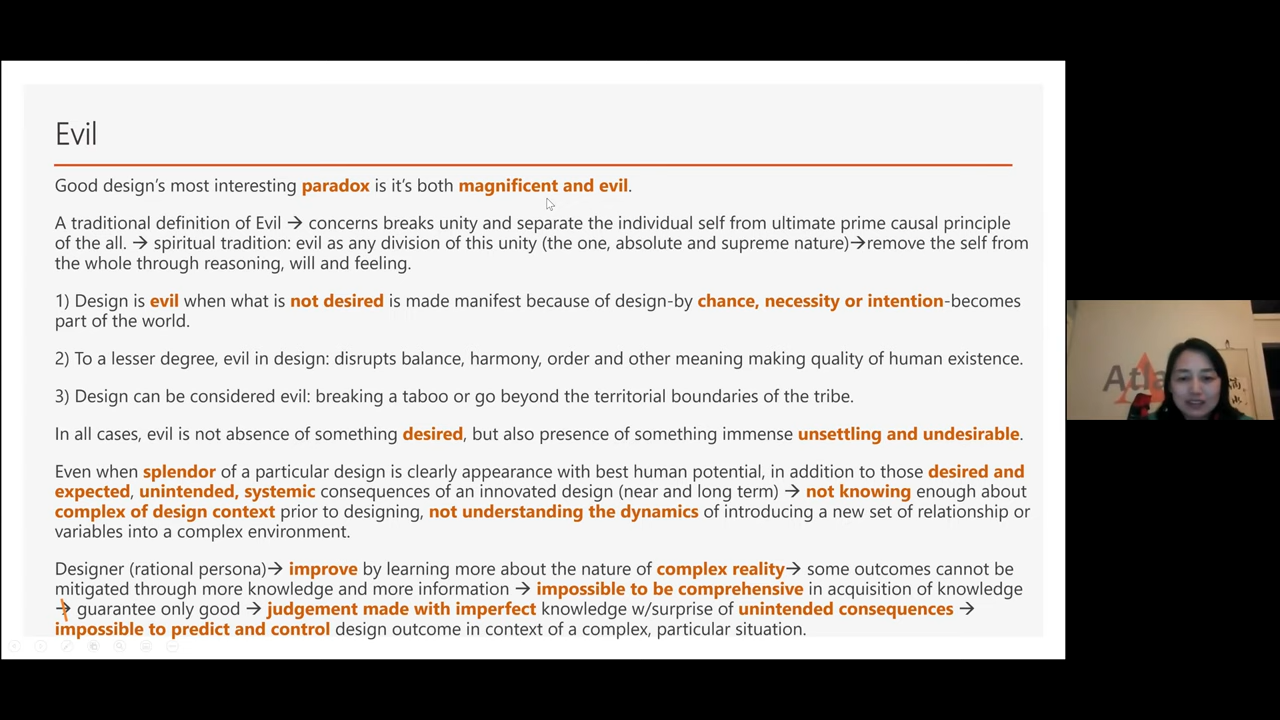 Evil
Good design's most interesting paradox is it's both magnificent and evil.
A traditional definition of Evil → concerns breaks unity and separate the individual self from ultimate prime causal principle
of the all. → spiritual tradition: evil as any division of this unity (the one, absolute and supreme nature)→remove the self from
the whole through reasoning, will and feeling.
1) Design is evil when what is not desired is made manifest because of design-by chance, necessity or intention-becomes
part of the world.
2) To a lesser degree, evil in design: disrupts balance, harmony, order and other meaning making quality of human existence.
3) Design can be considered evil: breaking a taboo or go beyond the territorial boundaries of the tribe.
In all cases, evil is not absence of something desired, but also presence of something immense unsettling and undesirable.
Even when splendor of a particular design is clearly appearance with best human potential, in addition to those desired and
expected, unintended, systemic consequences of an innovated design (near and long term) → not knowing enough about
complex of design context prior to designing, not understanding the dynamics of introducing a new set of relationship or
variables into a complex environment.
Designer (rational persona)→ improve by learning more about the nature of complex reality→ some outcomes cannot be
mitigated through more knowledge and more information → impossible to be comprehensive in acquisition of knowledge
→ guarantee only good → judgement made with imperfect knowledge w/surprise of unintended consequences →
impossible to predict and control design outcome in context of a complex, particular situation.